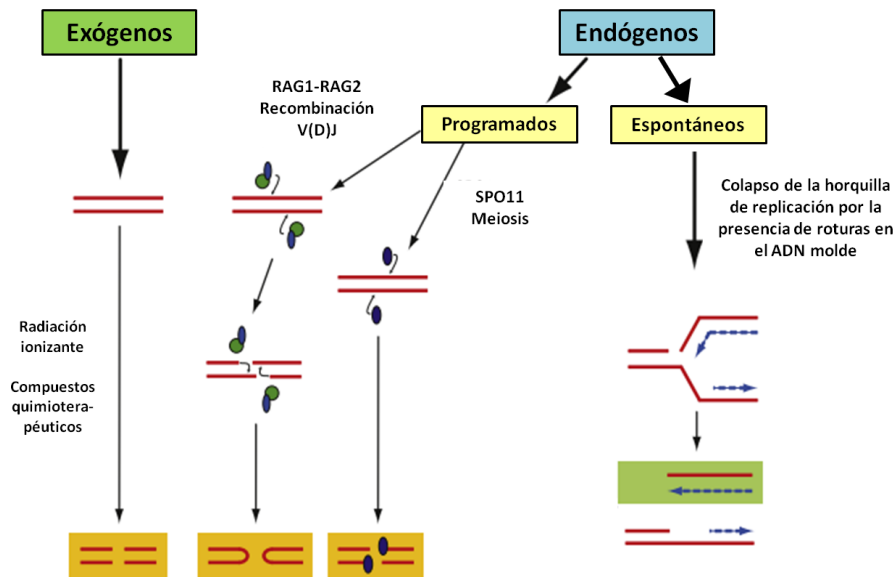 Exógenos
Endógenos
RAG1-RAG2
Recombinación
V(D)J
Programados
Espontáneos
SPO11
Meiosis
Colapso de la horquilla
de replicación por la
presencia de roturas en
el ADN molde
Radiación
ionizante
Compuestos
quimiotera-
péuticos